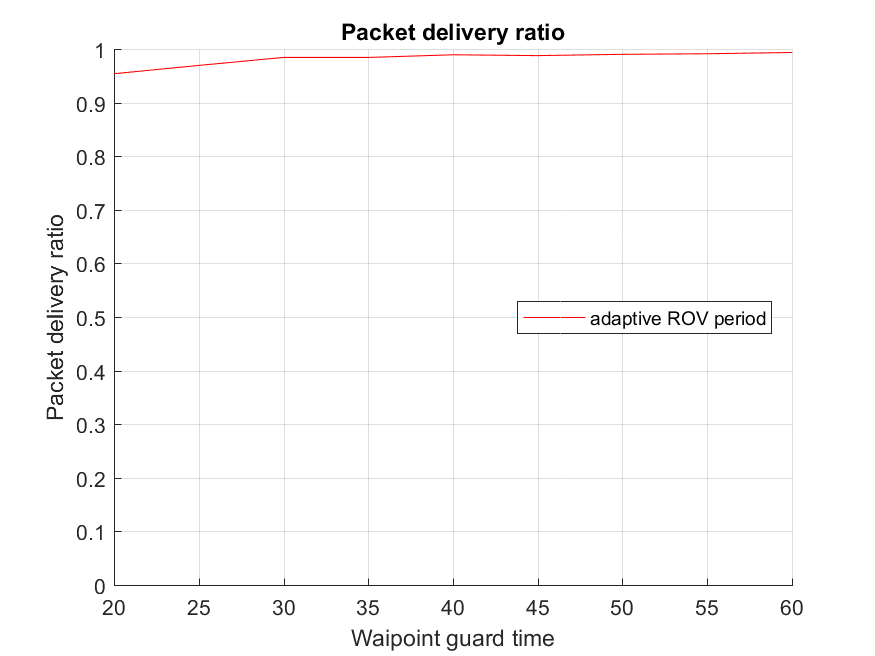 Packet delivery ratio
Packet delivery ratio
1
0.9
0.8
0.7
0.6
0.5
0.4
0.3
0.2
0.1
0
adaptive ROV period
20 25 30 35 40 45 50 55 60
Waipoint guard time